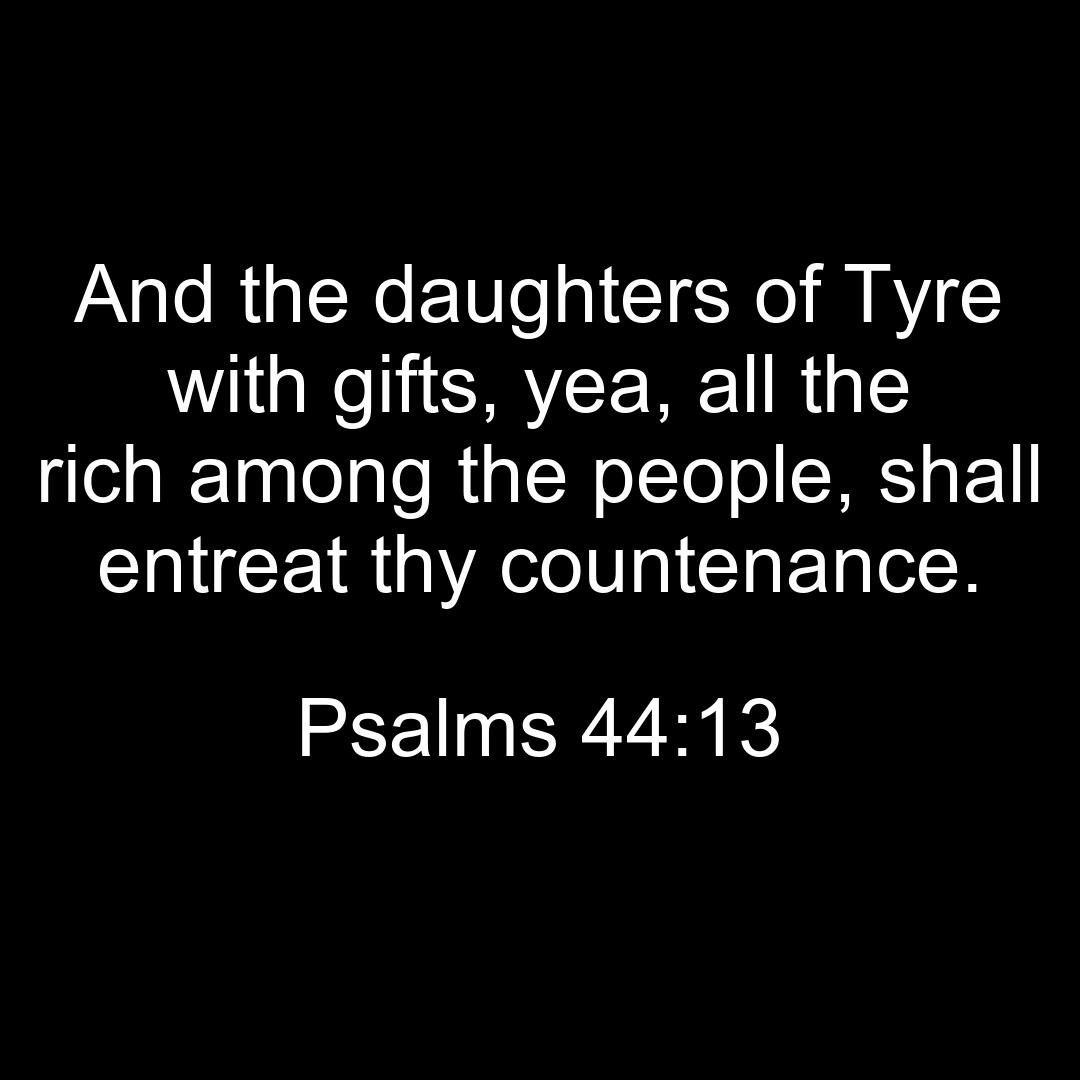 And the daughters of Tyre
with gifts, yea, all the
rich among the people, shall
entreat thy countenance.
Psalms 44:13